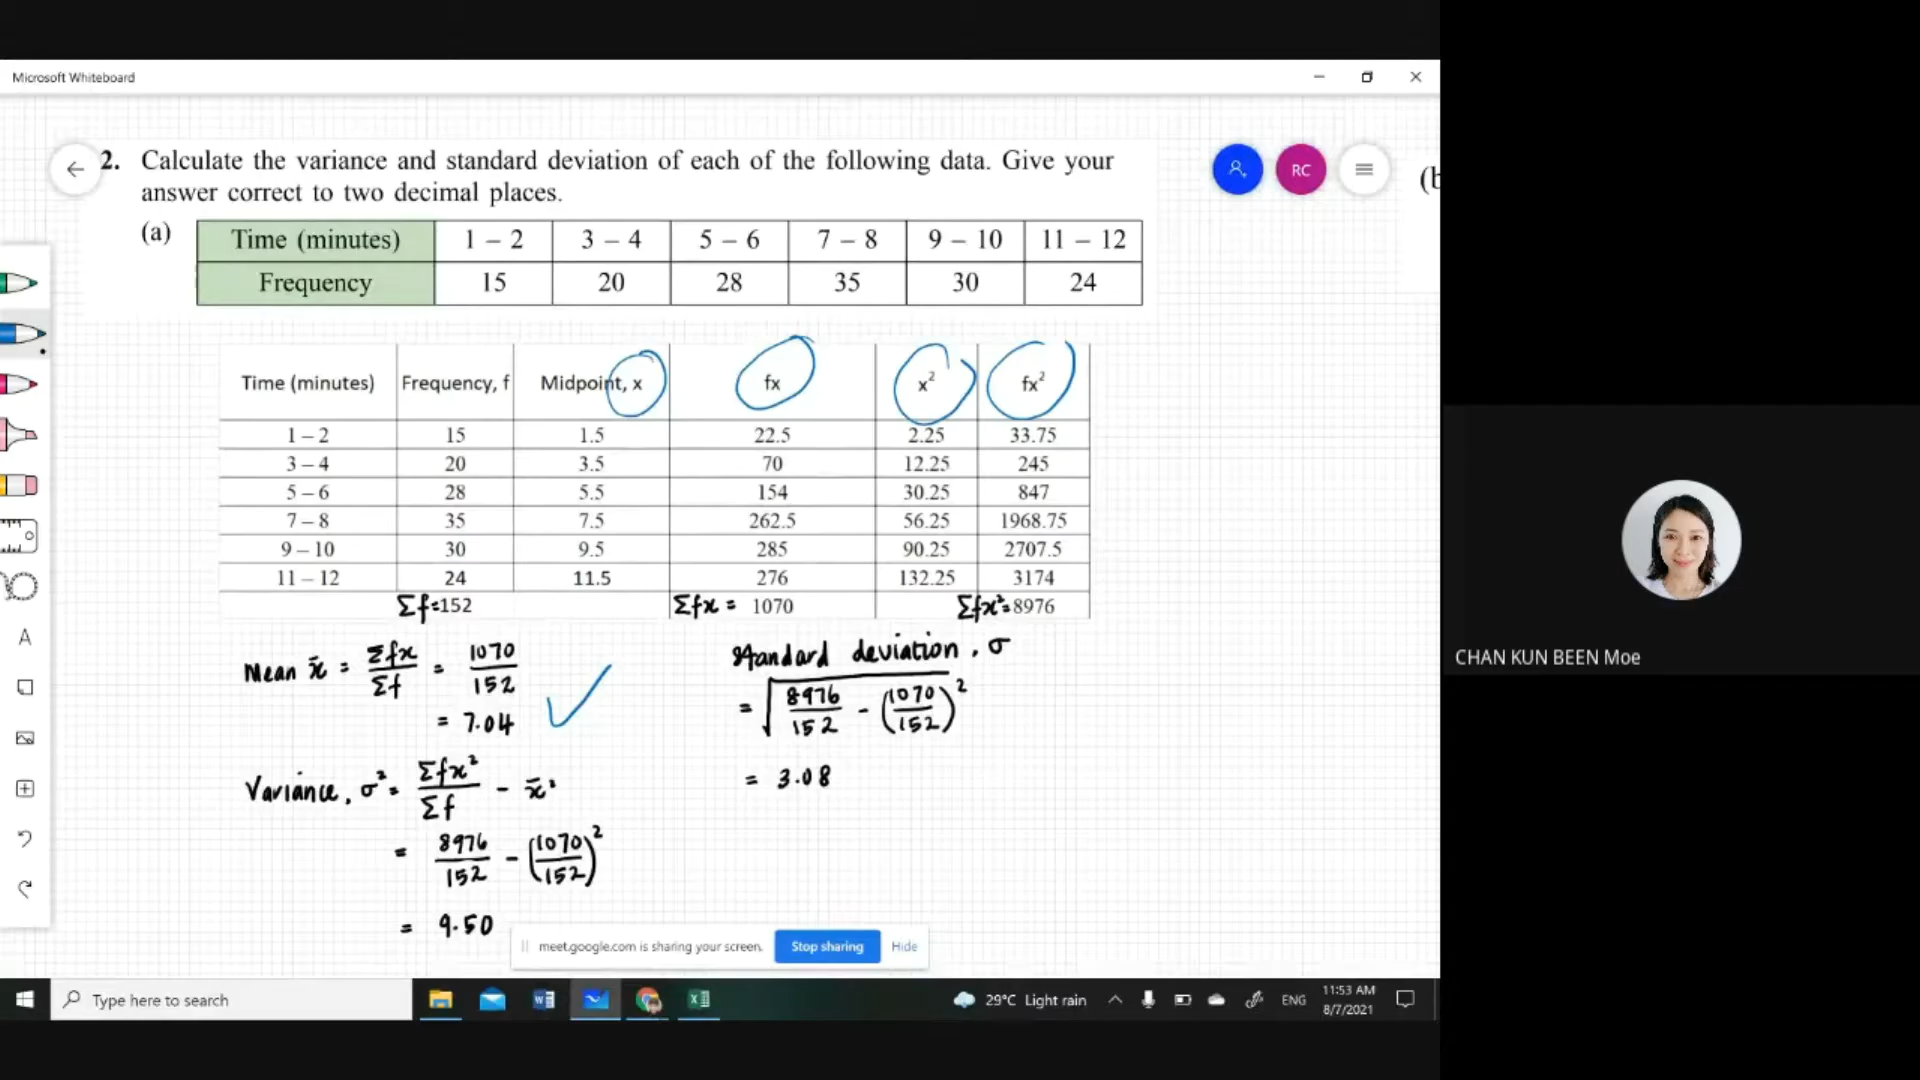 Microsoft Whiteboard
2. Calculate the variance and standard deviation of each of the following data. Give your
answer correct to two decimal places.
RC
(b
(a)
Time (minutes) 1 – 2 3 – 4 5 – 6 7 – 8 9 – 10 11 – 12
Frequency 15 20 28 35 30 24
Time (minutes) Frequency, f Midpoint, x fx x² fx²
1 – 2 15 1.5 22.5 2.25 33.75
3 – 4 20 3.5 70 12.25 245
5 – 6 28 5.5 154 30.25 847
7 – 8 35 7.5 262.5 56.25 1968.75
9 – 10 30 9.5 285 90.25 2707.5
11 – 12 24 11.5 276 132.25 3174
Σf=152 Σfx = 1070 Σfx²=8976
Mean x̄ = Σfx/Σf = 1070/152
= 7.04
Variance, σ² = Σfx²/Σf - x̄²
= 8976/152 - (1070/152)²
= 9.50
Standard deviation, σ
= √(8976/152 - (1070/152)²)
= 3.08
A
CHAN KUN BEEN Moe
meet.google.com is sharing your screen. Stop sharing Hide
Type here to search
29°C Light rain
ENG
11:53 AM
8/7/2021